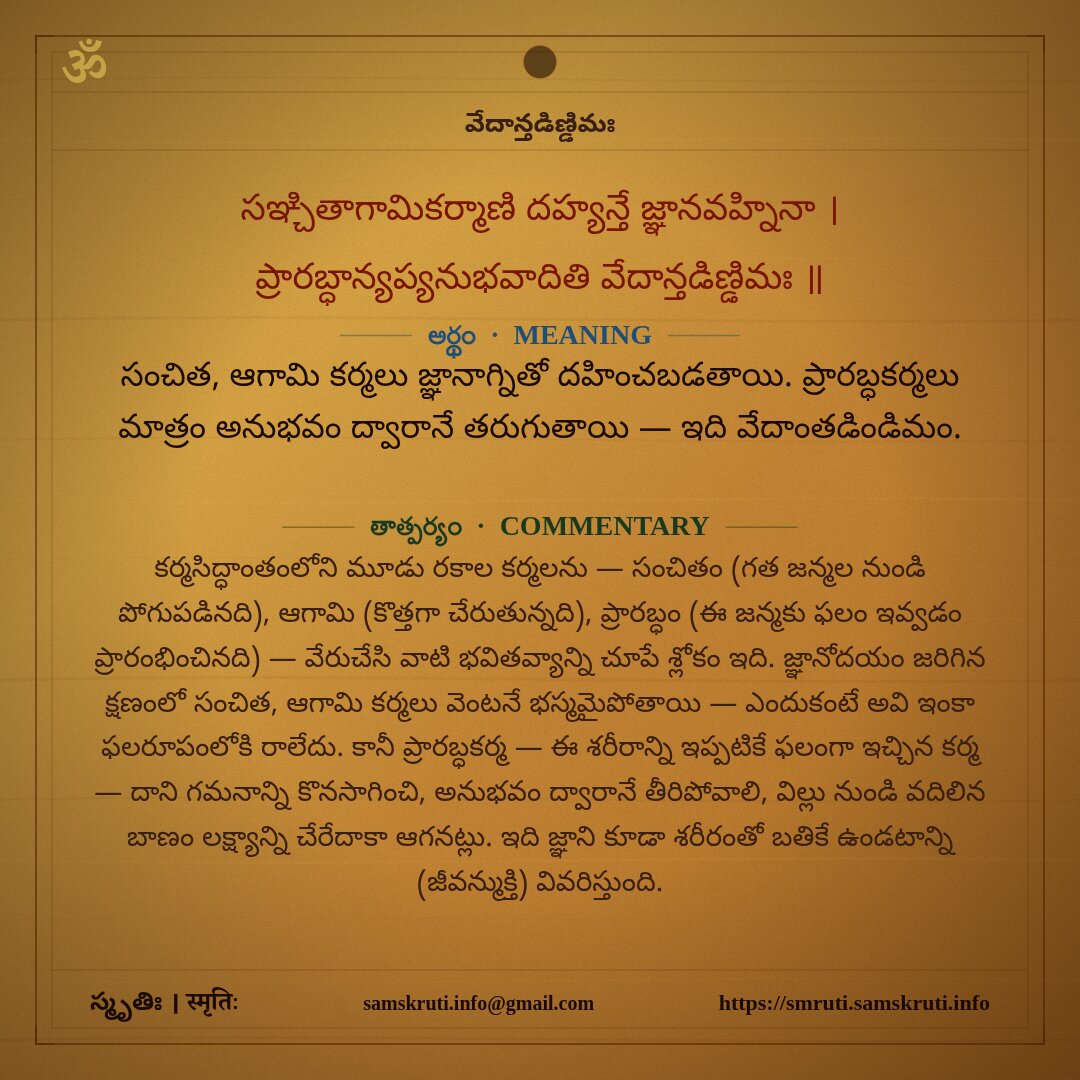 ॐ
వేదాన్తడిణ్డిమః
సఞ్చితాగామికర్మాణి దహ్యన్తే జ్ఞానవహ్నినా |
ప్రారబ్ధాన్యప్యనుభవాదితి వేదాన్తడిణ్డిమః ||
అర్థం · MEANING
సంచిత, ఆగామి కర్మలు జ్ఞానాగ్నితో దహించబడతాయి. ప్రారబ్ధకర్మలు
మాత్రం అనుభవం ద్వారానే తరుగుతాయి — ఇది వేదాంతడిండిమం.
తాత్పర్యం · COMMENTARY
కర్మసిద్ధాంతంలోని మూడు రకాల కర్మలను — సంచితం (గత జన్మల నుండి
పోగుపడినది), ఆగామి (కొత్తగా చేరుతున్నది), ప్రారబ్ధం (ఈ జన్మకు ఫలం ఇవ్వడం
ప్రారంభించినది) — వేరుచేసి వాటి భవితవ్యాన్ని చూపే శ్లోకం ఇది. జ్ఞానోదయం జరిగిన
క్షణంలో సంచిత, ఆగామి కర్మలు వెంటనే భస్మమైపోతాయి — ఎందుకంటే అవి ఇంకా
ఫలరూపంలోకి రాలేదు. కానీ ప్రారబ్ధకర్మ — ఈ శరీరాన్ని ఇప్పటికే ఫలంగా ఇచ్చిన కర్మ
— దాని గమనాన్ని కొనసాగించి, అనుభవం ద్వారానే తీరిపోవాలి, విల్లు నుండి వదిలిన
బాణం లక్ష్యాన్ని చేరేదాకా ఆగనట్లు. ఇది జ్ఞాని కూడా శరీరంతో బతికే ఉండటాన్ని
(జీవన్ముక్తి) వివరిస్తుంది.
స్మృతిః | स्मृतिः samskruti.info@gmail.com https://smruti.samskruti.info